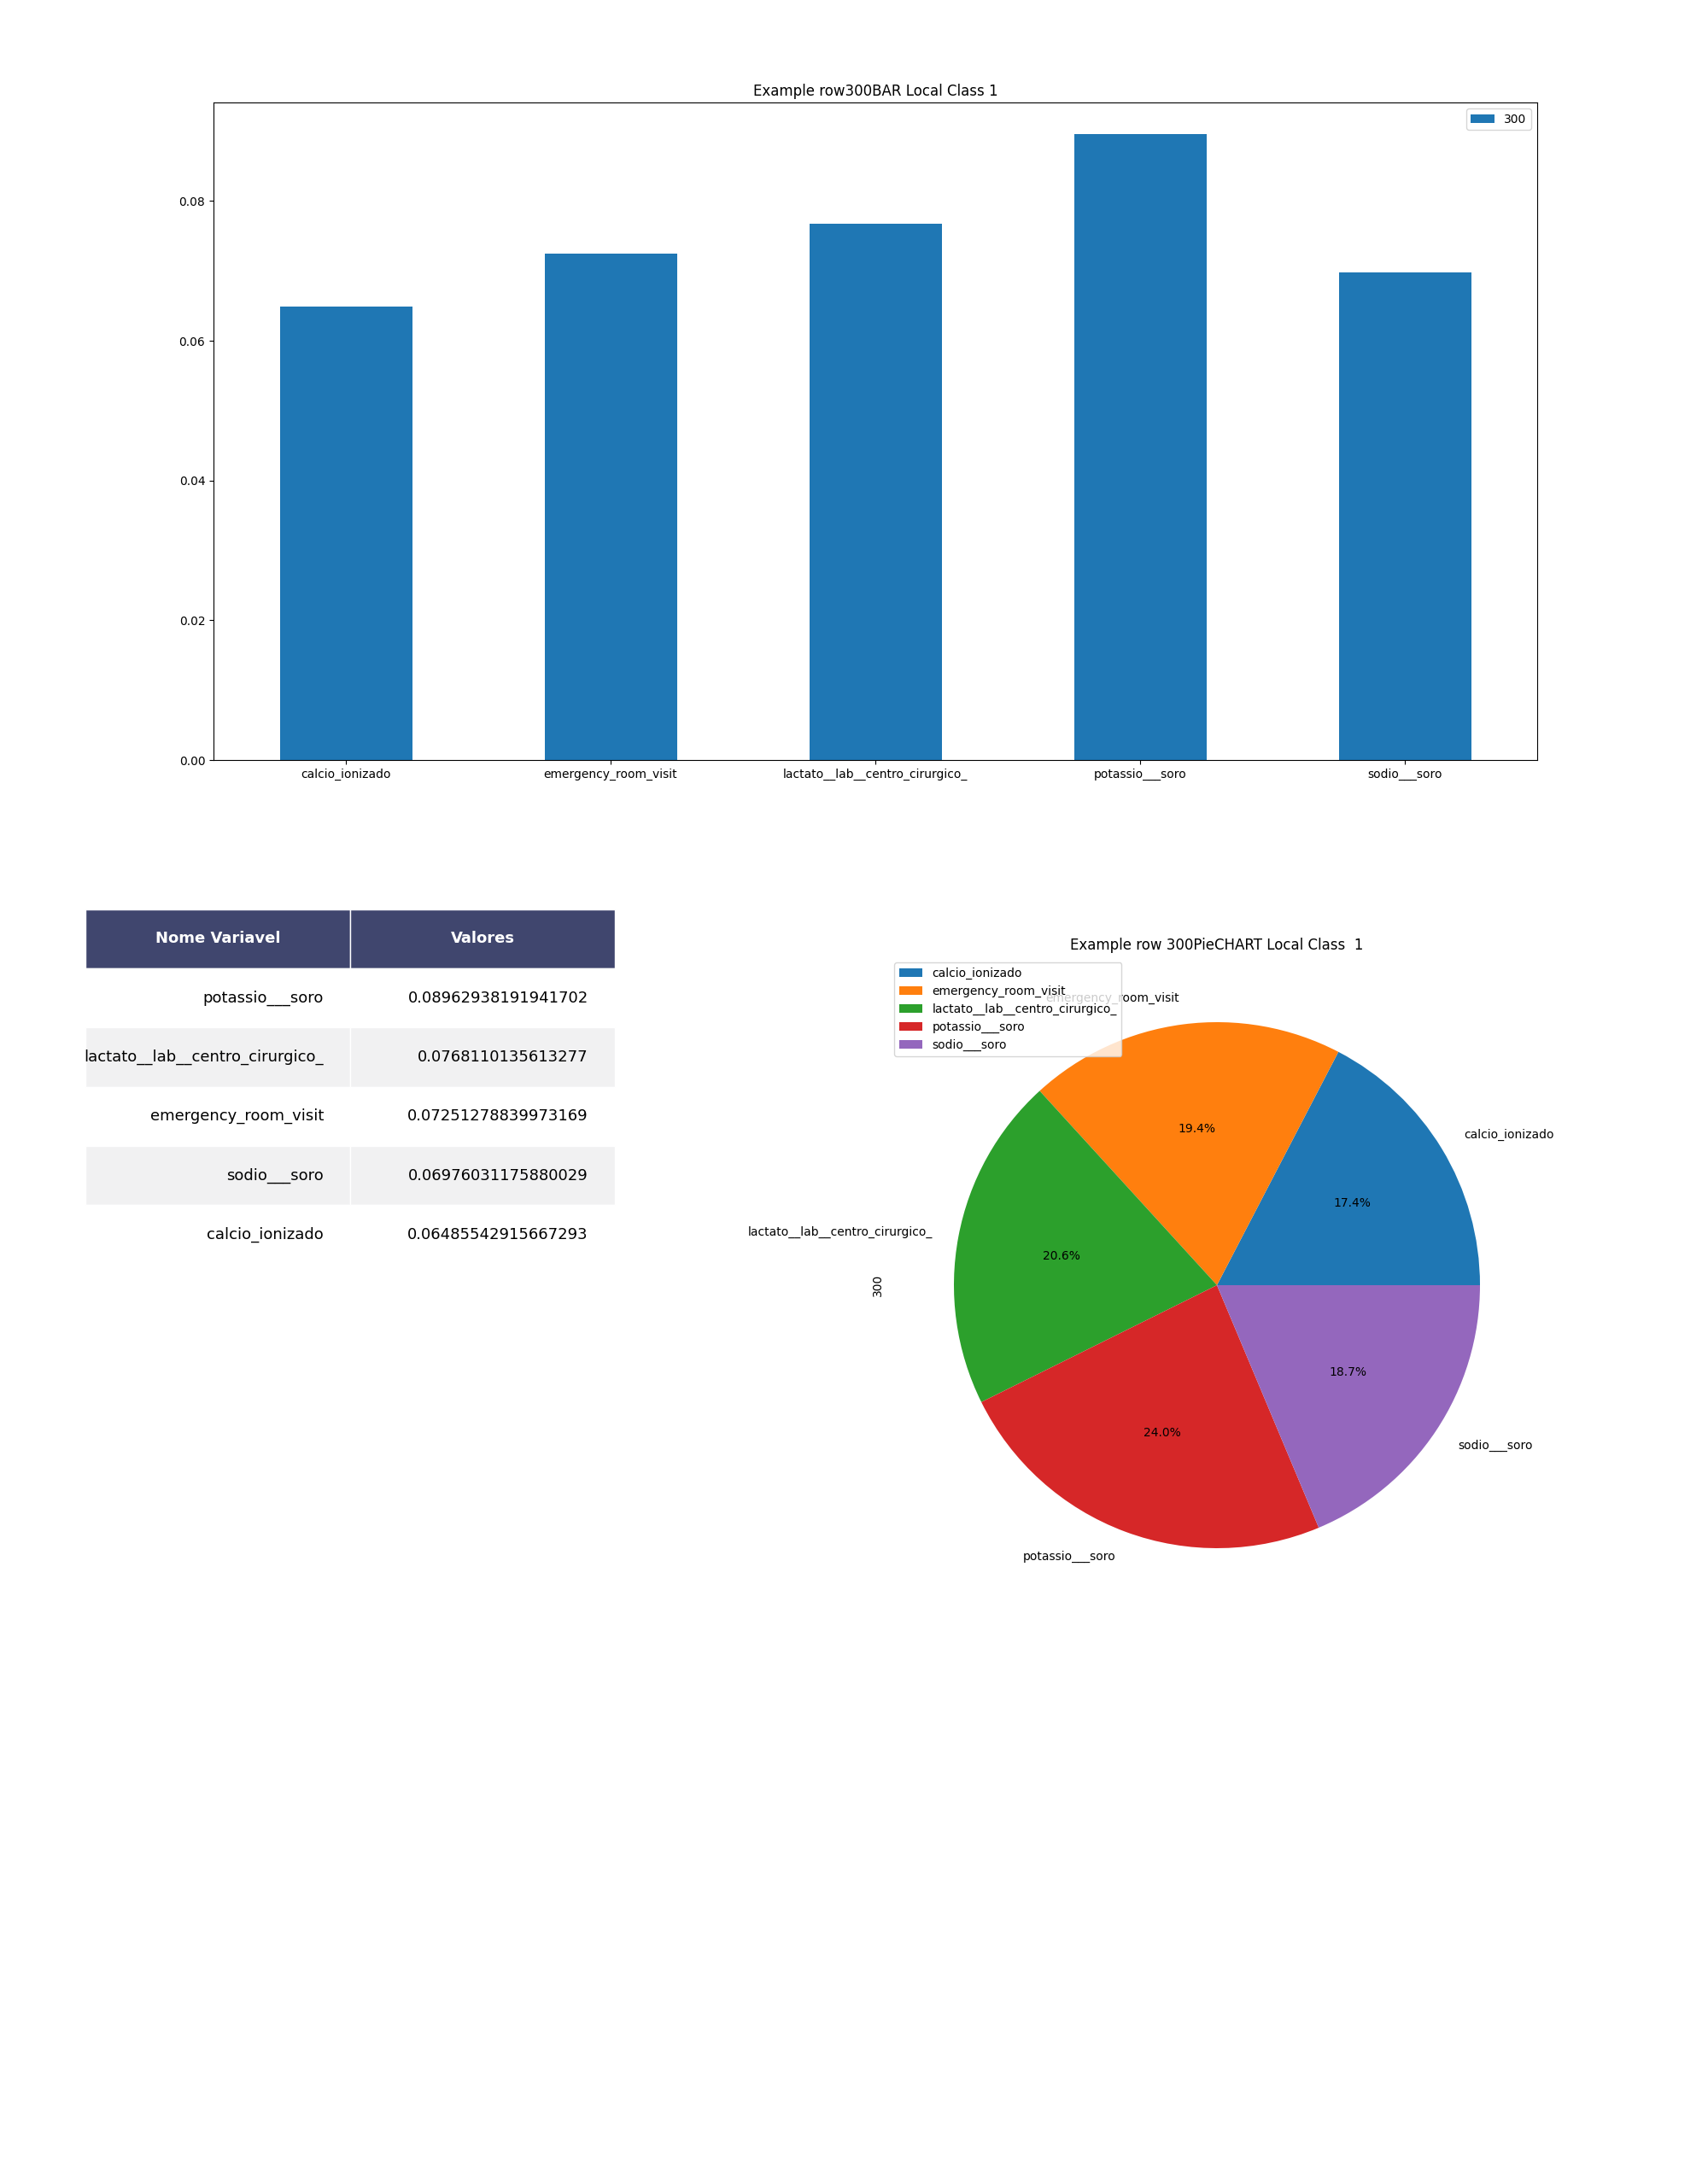 Example row300BAR Local Class 1
300
0.08
0.06
0.04
0.02
0.00
calcio_ionizado emergency_room_visit lactato__lab__centro_cirurgico_ potassio___soro sodio___soro
Nome Variavel Valores
potassio___soro 0.08962938191941702
lactato__lab__centro_cirurgico_ 0.0768110135613277
emergency_room_visit 0.07251278839973169
sodio___soro 0.06976031175880029
calcio_ionizado 0.06485542915667293
Example row 300PieCHART Local Class  1
calcio_ionizado
emergency_room_visit
lactato__lab__centro_cirurgico_
potassio___soro
sodio___soro
emergency_room_visit
19.4%
calcio_ionizado
17.4%
lactato__lab__centro_cirurgico_
20.6%
300
18.7%
24.0%
sodio___soro
potassio___soro